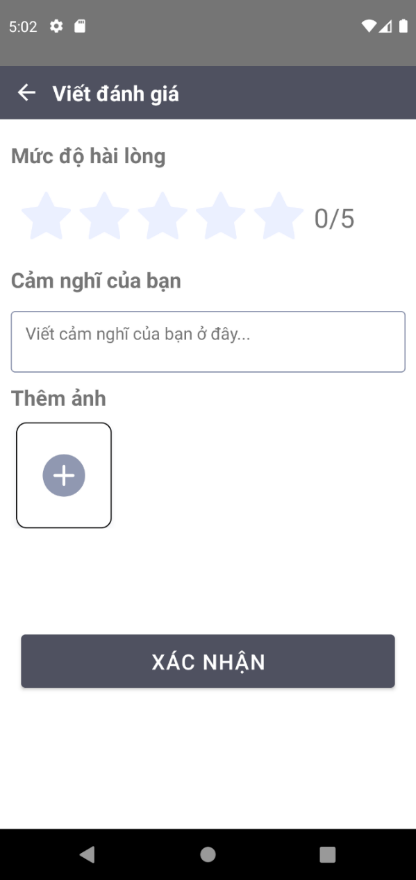 5:02
Viết đánh giá
Mức độ hài lòng
0/5
Cảm nghĩ của bạn
Viết cảm nghĩ của bạn ở đây...
Thêm ảnh
XÁC NHẬN